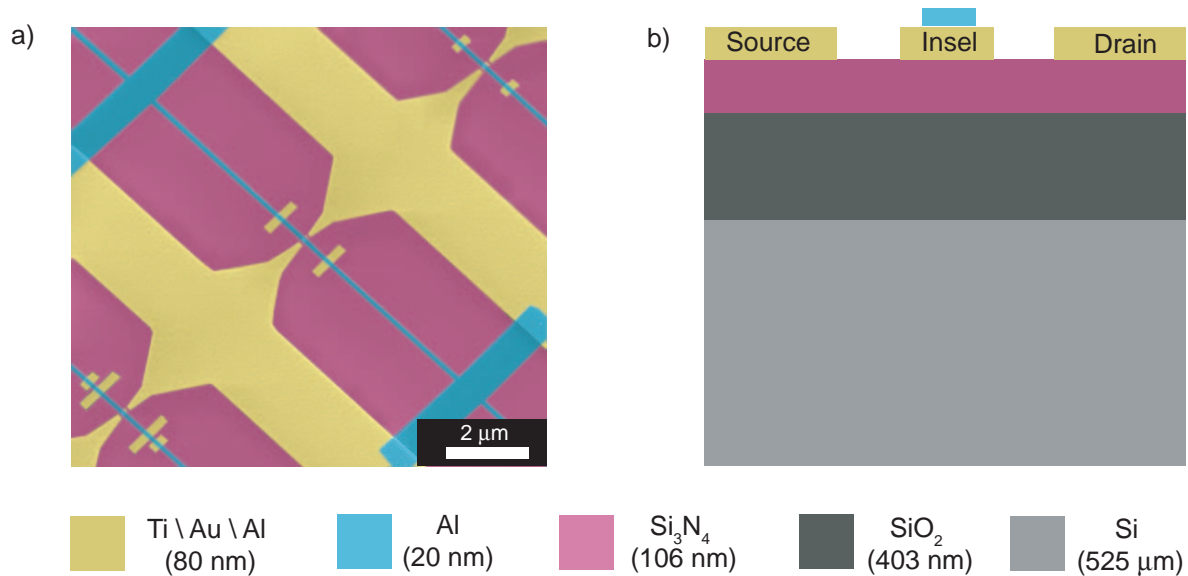 a)
b)
Source
Insel
Drain
2 μm
Ti \ Au \ Al
(80 nm)
Al
(20 nm)
Si₃N₄
(106 nm)
SiO₂
(403 nm)
Si
(525 μm)